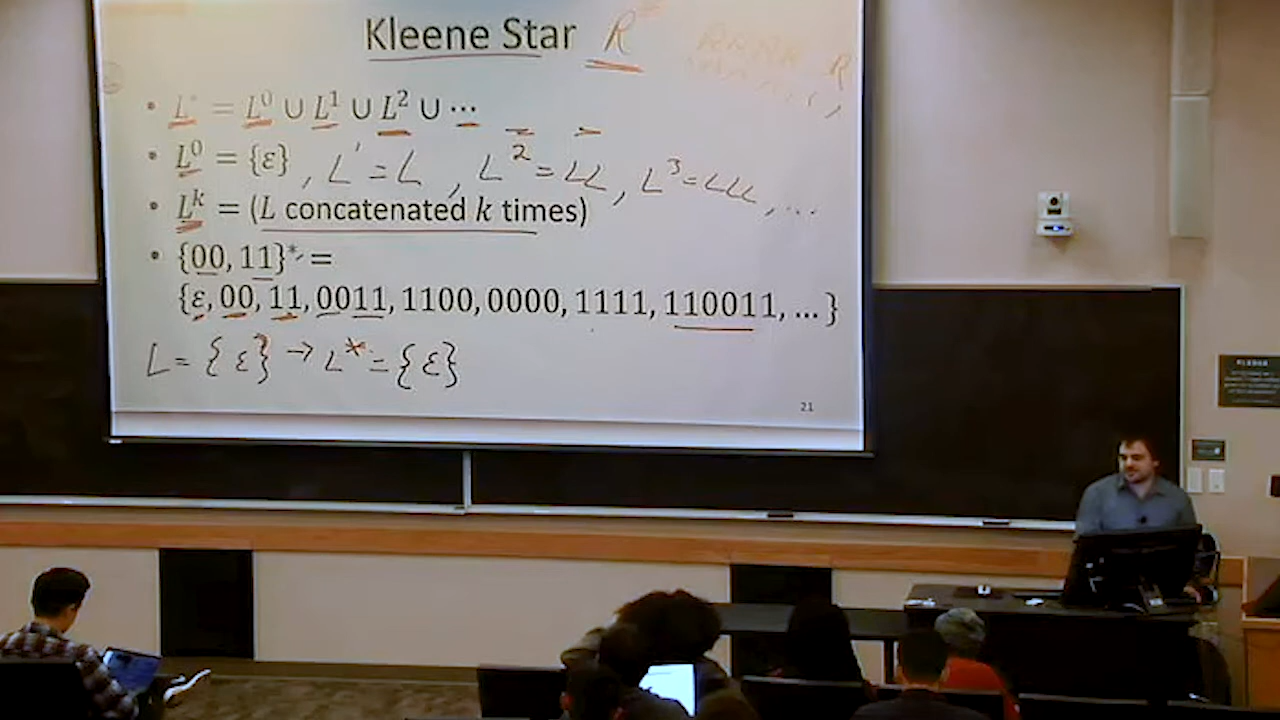 Kleene Star R*
• L* = L⁰ ∪ L¹ ∪ L² ∪ ⋯
• L⁰ = {ε} , L' = L , L² = LL , L³ = LLL , ...
• Lᵏ = (L concatenated k times)
• {00, 11}* =
{ε, 00, 11, 0011, 1100, 0000, 1111, 110011, … }
L = { ε } → L* = { ε }
21